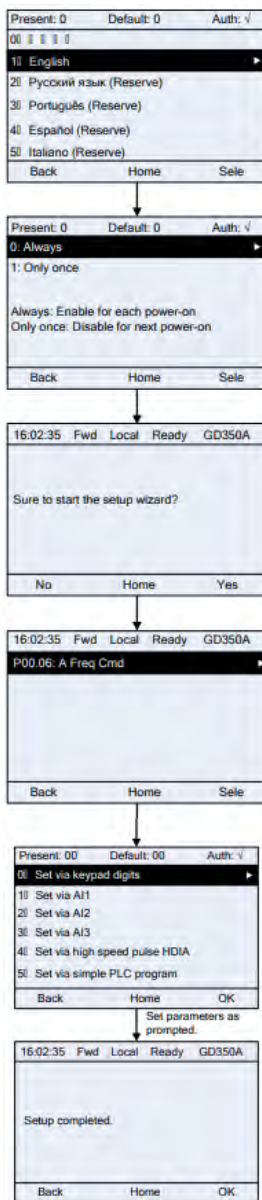 Present: 0 Default: 0 Auth: √
0
1 English
2 Русский язык (Reserve)
3 Português (Reserve)
4 Español (Reserve)
5 Italiano (Reserve)
Back Home Sele
Present: 0 Default: 0 Auth: √
0: Always
1: Only once
Always: Enable for each power-on
Only once: Disable for next power-on
Back Home Sele
16:02:35 Fwd Local Ready GD350A
Sure to start the setup wizard?
No Home Yes
16:02:35 Fwd Local Ready GD350A
P00.06: A Freq Cmd
Back Home Sele
Present: 00 Default: 00 Auth: √
0 Set via keypad digits
1 Set via AI1
2 Set via AI2
3 Set via AI3
4 Set via high speed pulse HDIA
5 Set via simple PLC program
Back Home OK
Set parameters as
prompted.
16:02:35 Fwd Local Ready GD350A
Setup completed.
Back Home OK